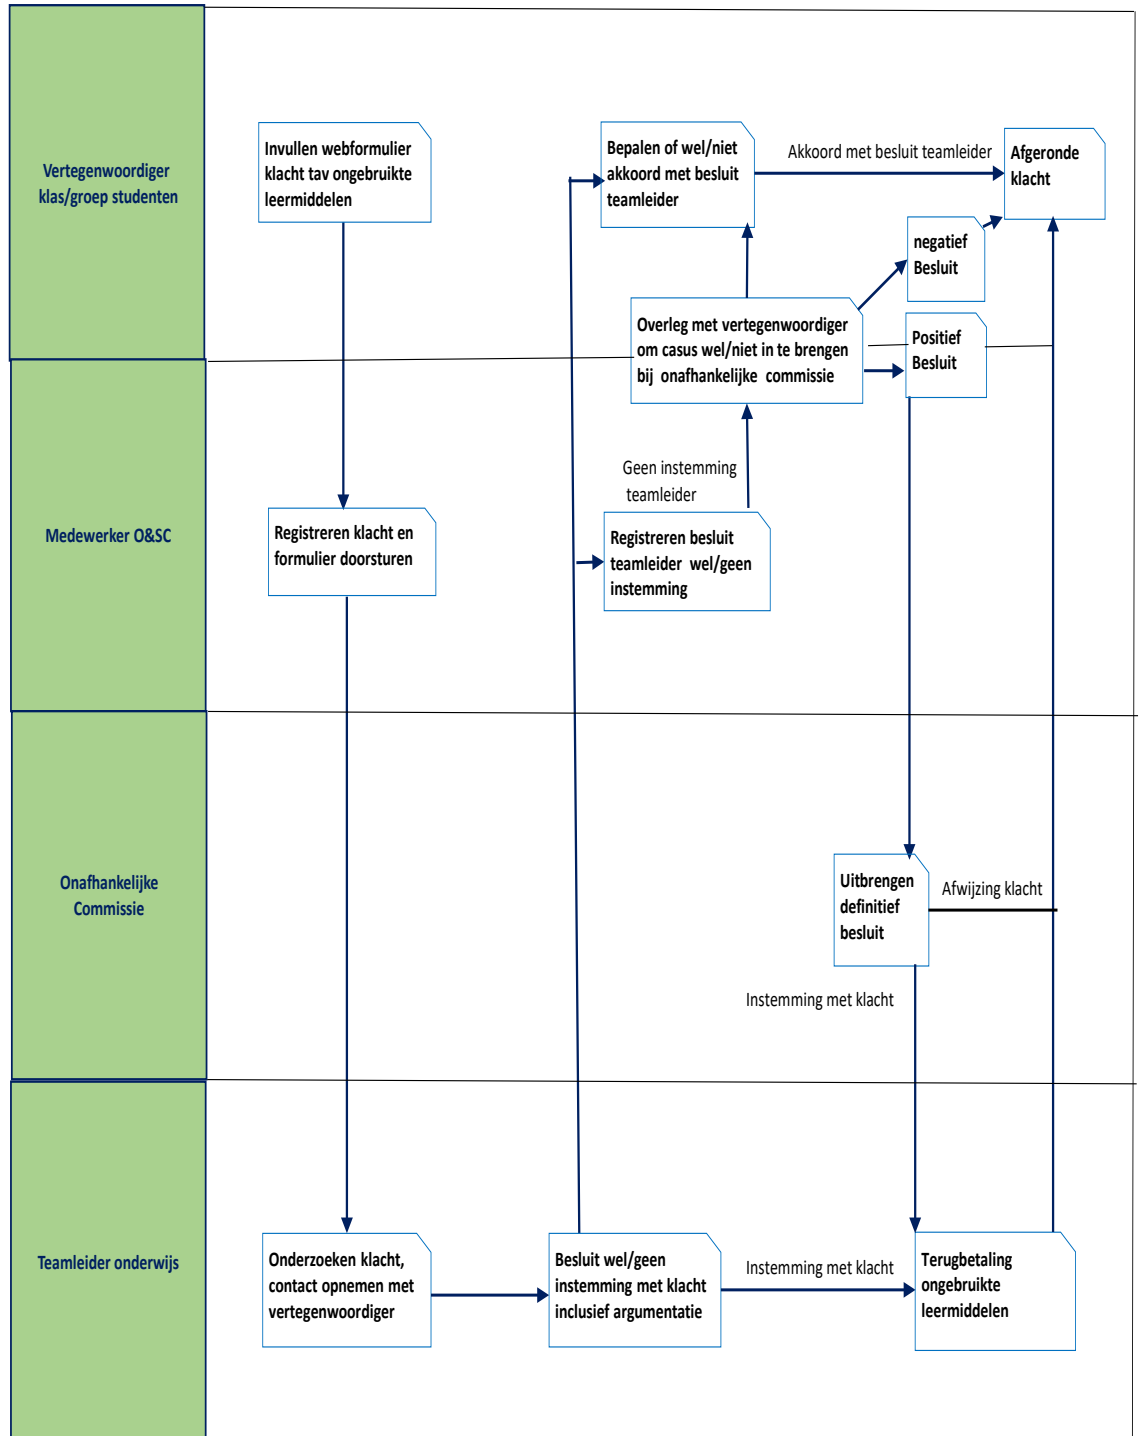 Vertegenwoordiger
klas/groep studenten
Invullen webformulier
klacht tav ongebruikte
leermiddelen
Bepalen of wel/niet
akkoord met besluit
teamleider
Akkoord met besluit teamleider
Afgeronde
klacht
negatief
Besluit
Overleg met vertegenwoordiger
om casus wel/niet in te brengen
bij onafhankelijke commissie
Positief
Besluit
Medewerker O&SC
Registreren klacht en
formulier doorsturen
Geen instemming
teamleider
Registreren besluit
teamleider wel/geen
instemming
Onafhankelijke
Commissie
Uitbrengen
definitief
besluit
Afwijzing klacht
Instemming met klacht
Teamleider onderwijs
Onderzoeken klacht,
contact opnemen met
vertegenwoordiger
Besluit wel/geen
instemming met klacht
inclusief argumentatie
Instemming met klacht
Terugbetaling
ongebruikte
leermiddelen